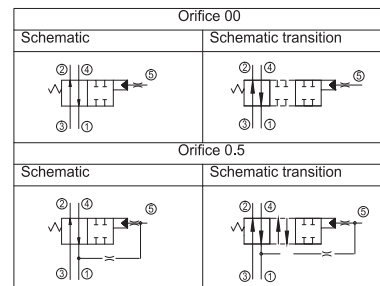 Orifice 00
Schematic Schematic transition
② ④ ⑤ ② ④ ⑤
③ ① ③ ①
Orifice 0.5
Schematic Schematic transition
② ④ ⑤ ② ④ ⑤
③ ① ③ ①